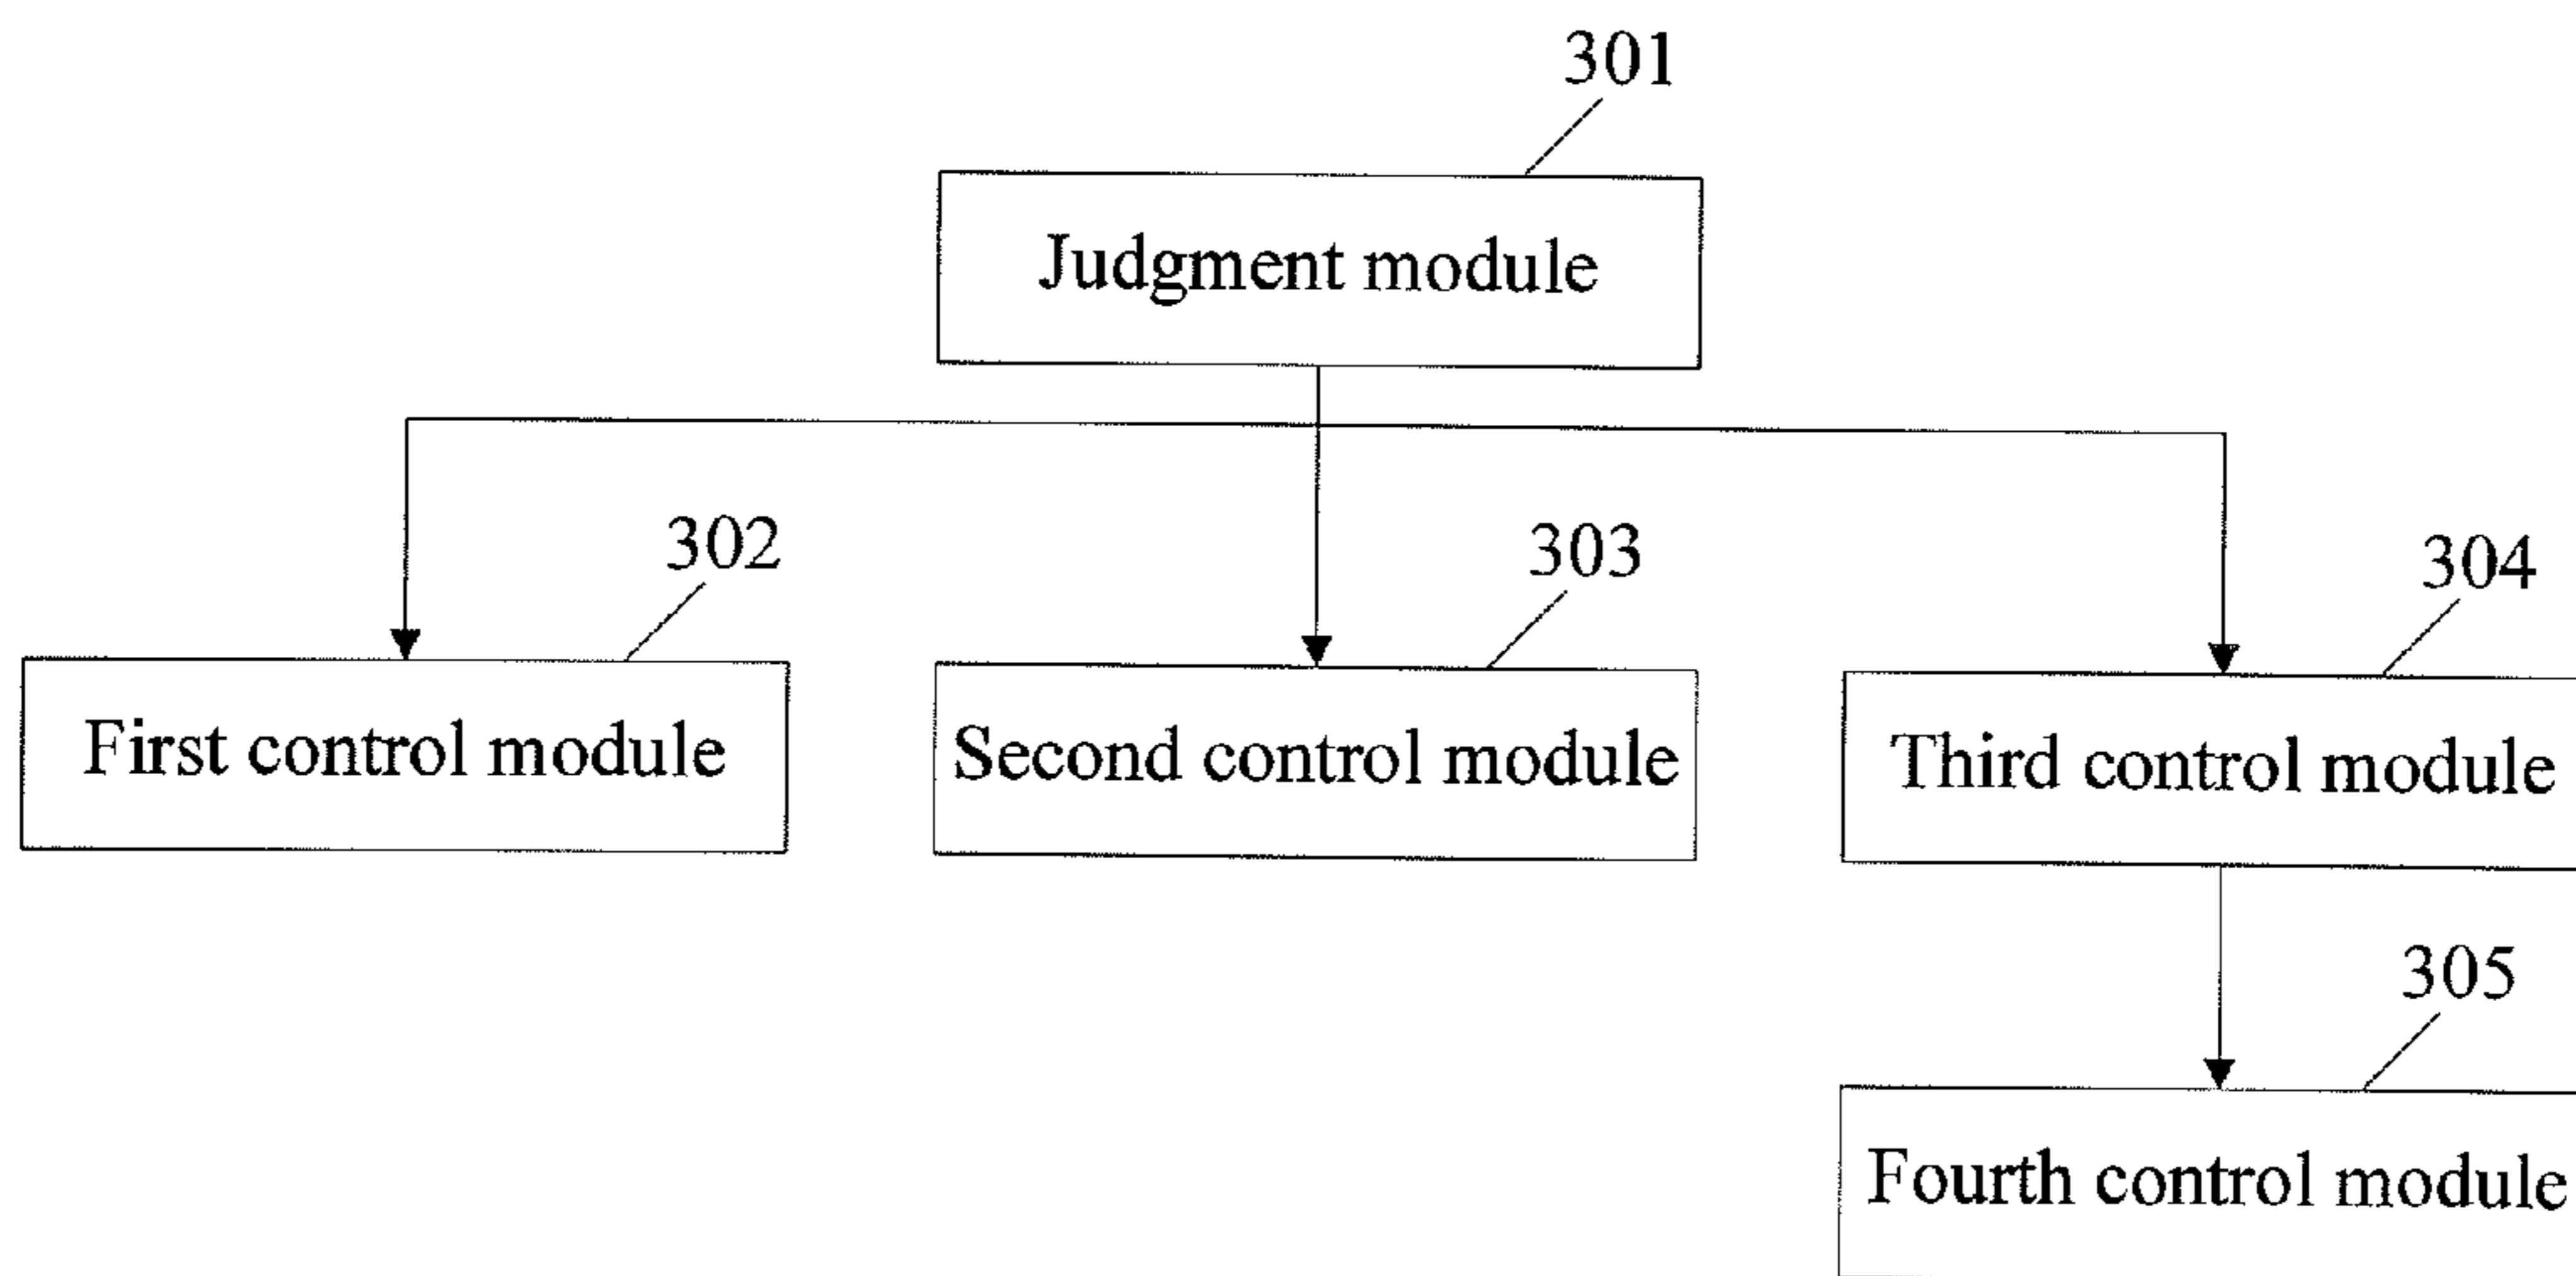 301
Judgment module
302
303
304
First control module
Second control module
Third control module
305
Fourth control module